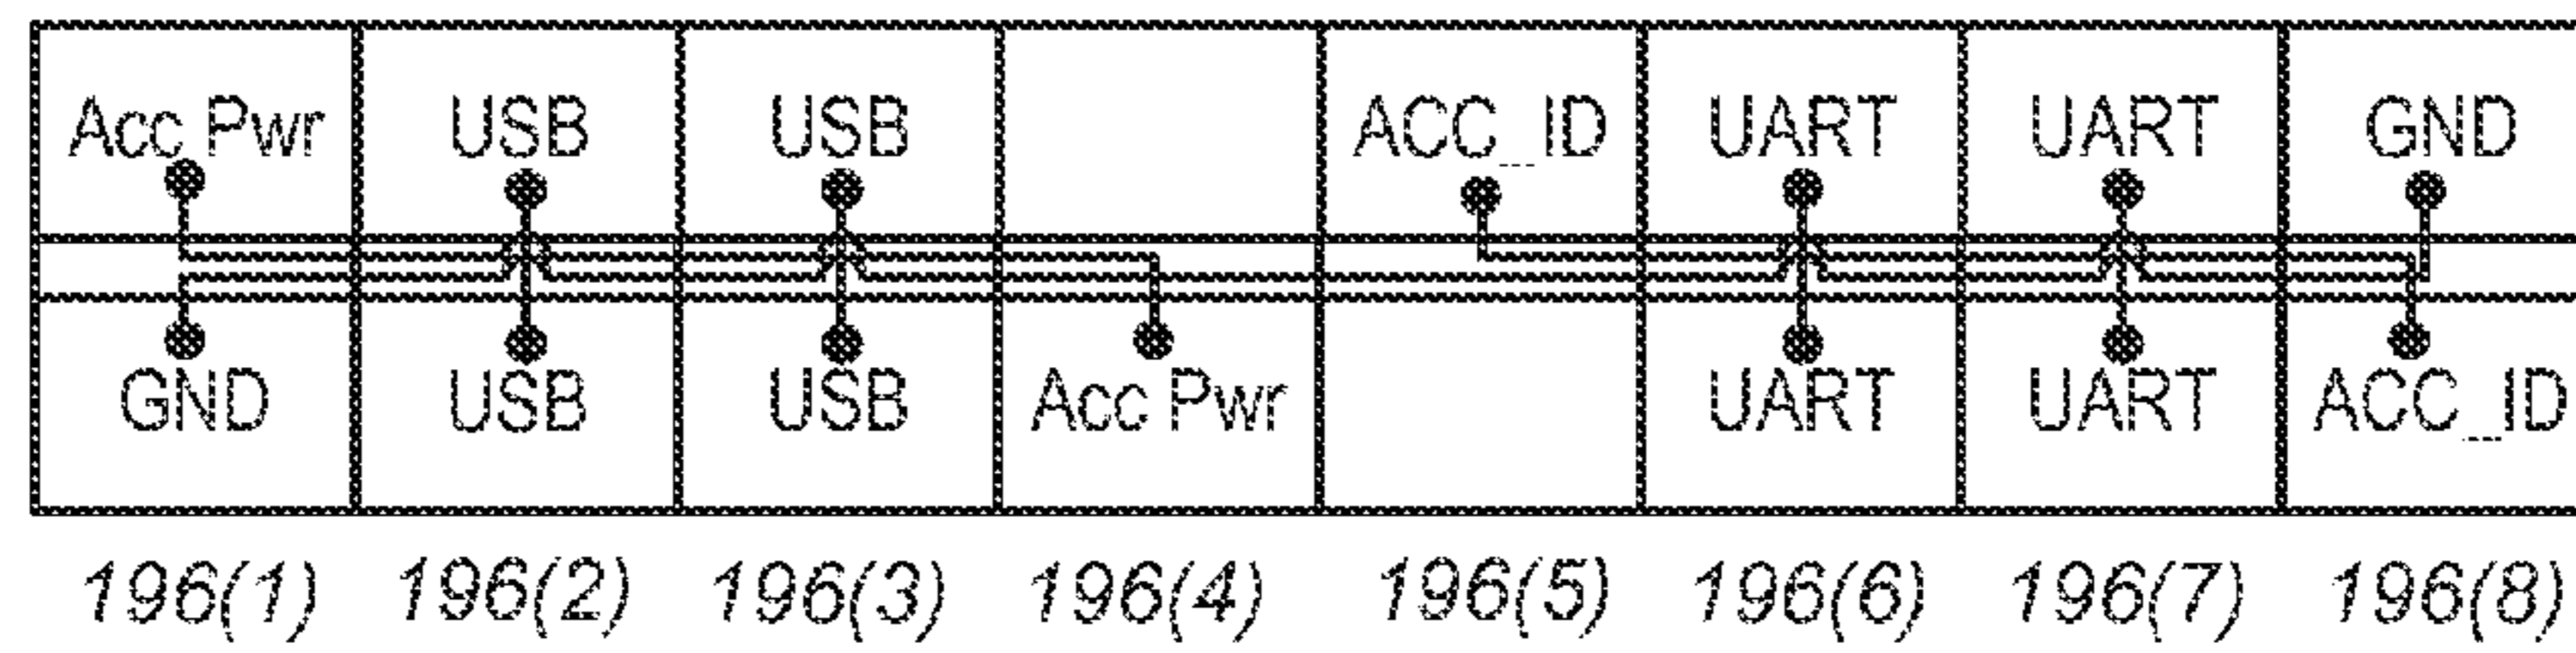 Acc Pwr USB USB ACC_ID UART UART GND
GND USB USB Acc Pwr UART UART ACC_ID
196(1) 196(2) 196(3) 196(4) 196(5) 196(6) 196(7) 196(8)